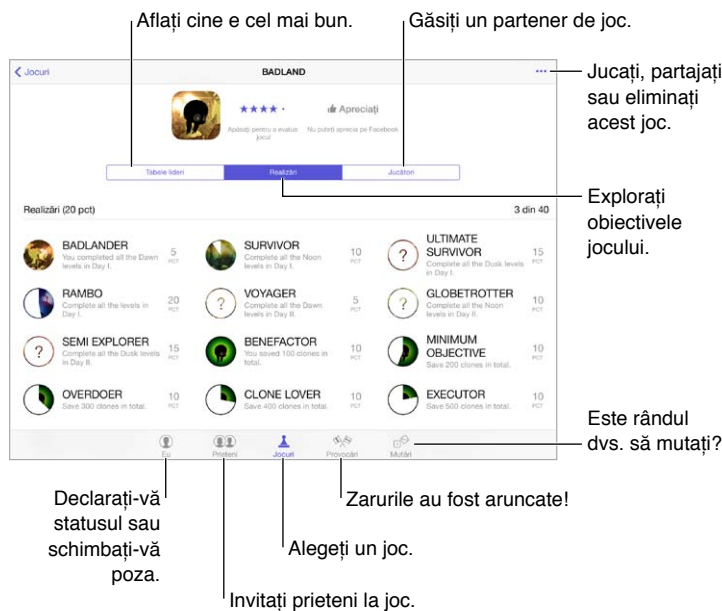 Aflați cine e cel mai bun.
Găsiți un partener de joc.
Jocuri
BADLAND
Jucați, partajați
sau eliminați
acest joc.
Apreciați
Apăsați pentru a evalua
jocul
Nu puteți aprecia pe Facebook
Tabele lideri
Realizări
Jucători
Explorați
obiectivele
jocului.
Realizări (20 pct)
3 din 40
BADLANDER
You completed all the Dawn
levels in Day I.
5
PCT
SURVIVOR
Complete all the Noon
levels in Day I.
10
PCT
?
ULTIMATE
SURVIVOR
Complete all the Dusk levels
in Day I.
15
PCT
RAMBO
Complete all the levels in
Day I.
20
PCT
?
VOYAGER
Complete all the Dawn
levels in Day II.
5
PCT
?
GLOBETROTTER
Complete all the Noon
levels in Day II.
10
PCT
?
SEMI EXPLORER
Complete all the Dusk levels
in Day II.
15
PCT
BENEFACTOR
You saved 100 clones in
total.
10
PCT
MINIMUM
OBJECTIVE
Save 200 clones in total.
10
PCT
OVERDOER
Save 300 clones in total.
10
PCT
CLONE LOVER
Save 400 clones in total.
10
PCT
EXECUTOR
Save 500 clones in total.
10
PCT
Eu
Prieteni
Jocuri
Provocări
Mutări
Este rândul
dvs. să mutați?
Declarați-vă
statusul sau
schimbați-vă
poza.
Zarurile au fost aruncate!
Alegeți un joc.
Invitați prieteni la joc.